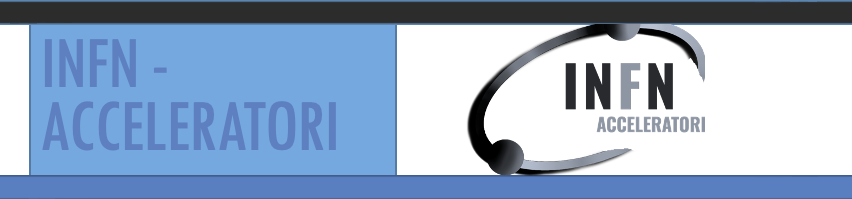 INFN -
ACCELERATORI
INFN
ACCELERATORI